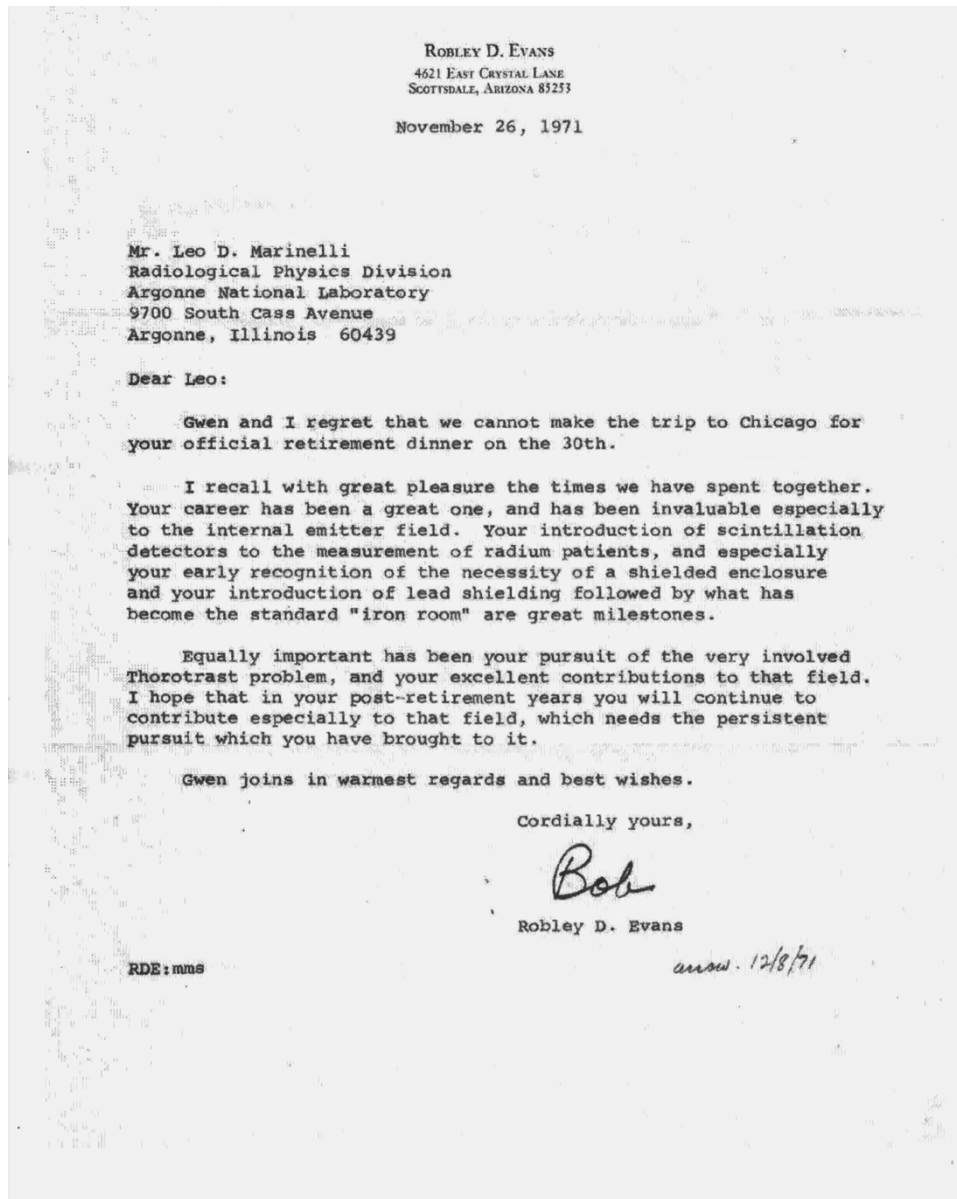 ROBLEY D. EVANS
4621 EAST CRYSTAL LANE
SCOTTSDALE, ARIZONA 85253
November 26, 1971
Mr. Leo D. Marinelli
Radiological Physics Division
Argonne National Laboratory
9700 South Cass Avenue
Argonne, Illinois 60439
Dear Leo:
Gwen and I regret that we cannot make the trip to Chicago for
your official retirement dinner on the 30th.
I recall with great pleasure the times we have spent together.
Your career has been a great one, and has been invaluable especially
to the internal emitter field. Your introduction of scintillation
detectors to the measurement of radium patients, and especially
your early recognition of the necessity of a shielded enclosure
and your introduction of lead shielding followed by what has
become the standard "iron room" are great milestones.
Equally important has been your pursuit of the very involved
Thorotrast problem, and your excellent contributions to that field.
I hope that in your post-retirement years you will continue to
contribute especially to that field, which needs the persistent
pursuit which you have brought to it.
Gwen joins in warmest regards and best wishes.
Cordially yours,
Bob
Robley D. Evans
RDE:mms
answ. 12/8/71